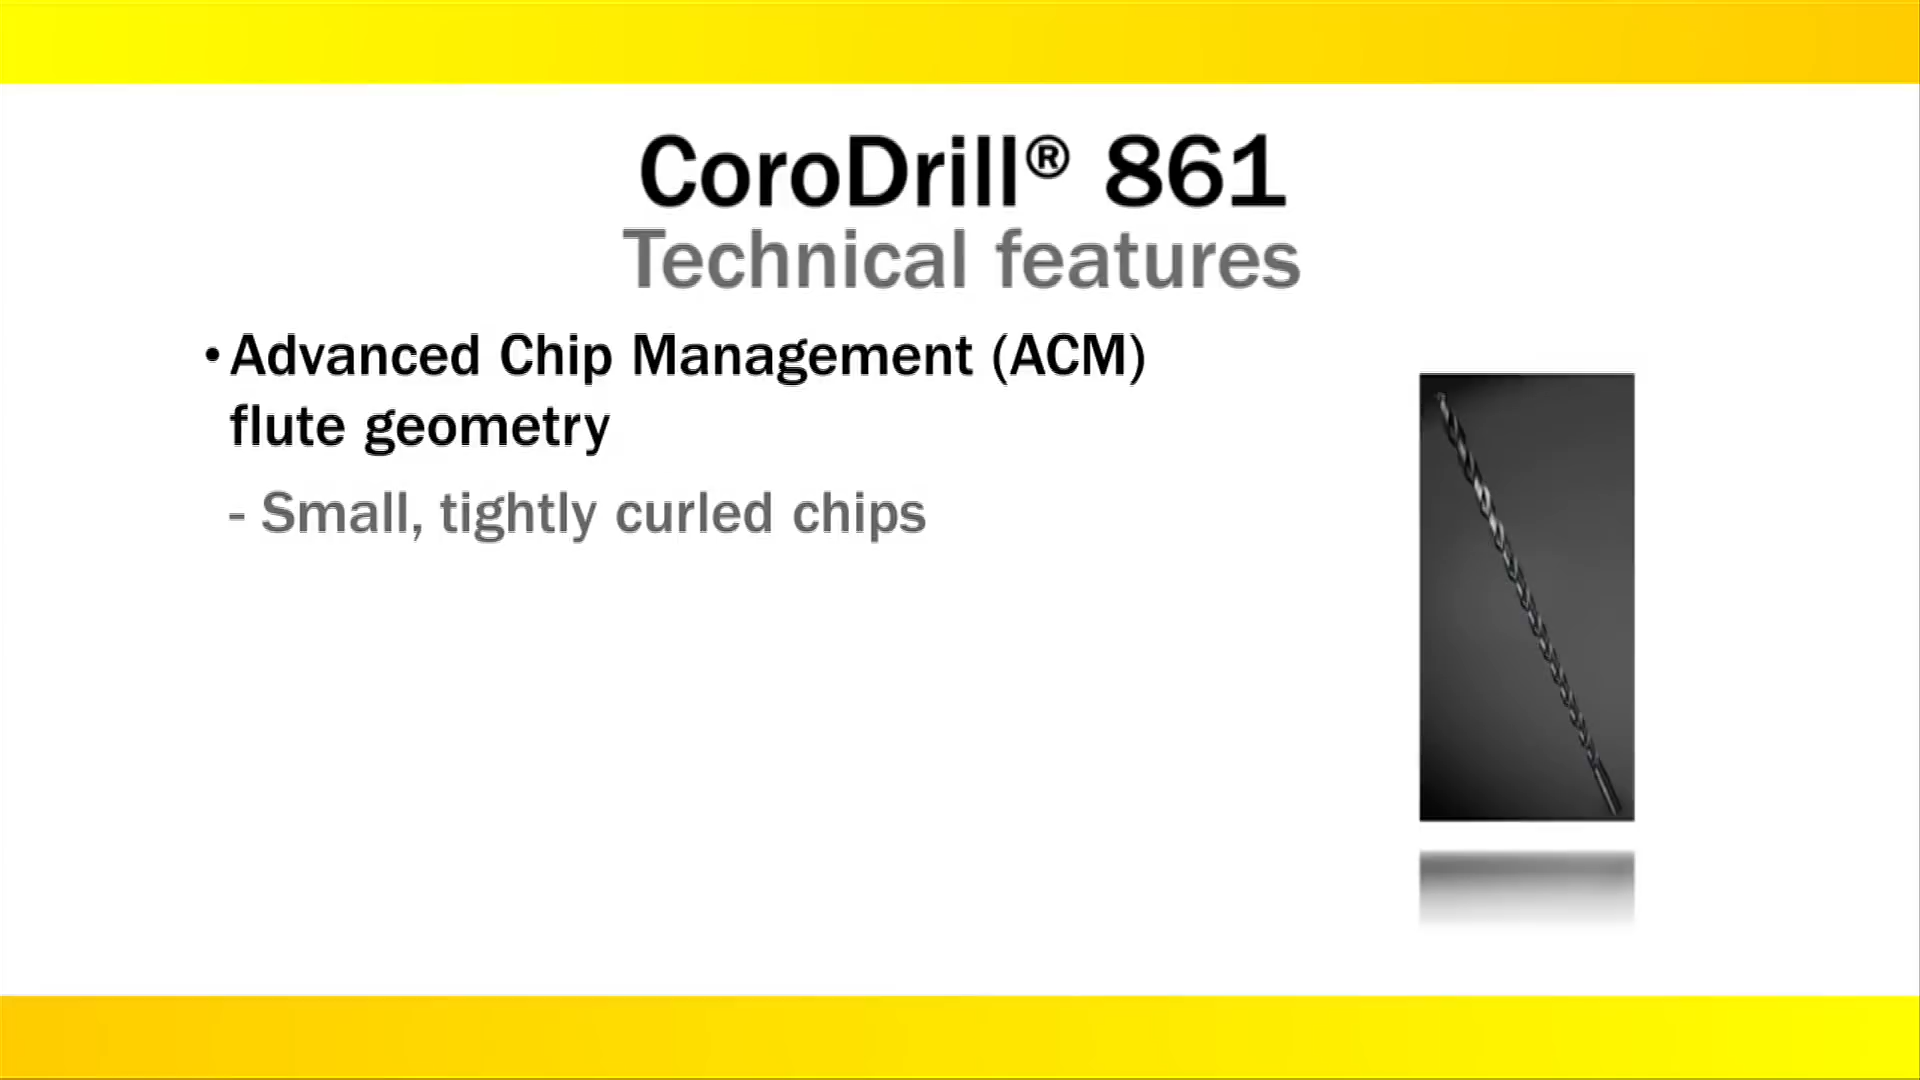 CoroDrill® 861
Technical features
• Advanced Chip Management (ACM)
flute geometry
- Small, tightly curled chips